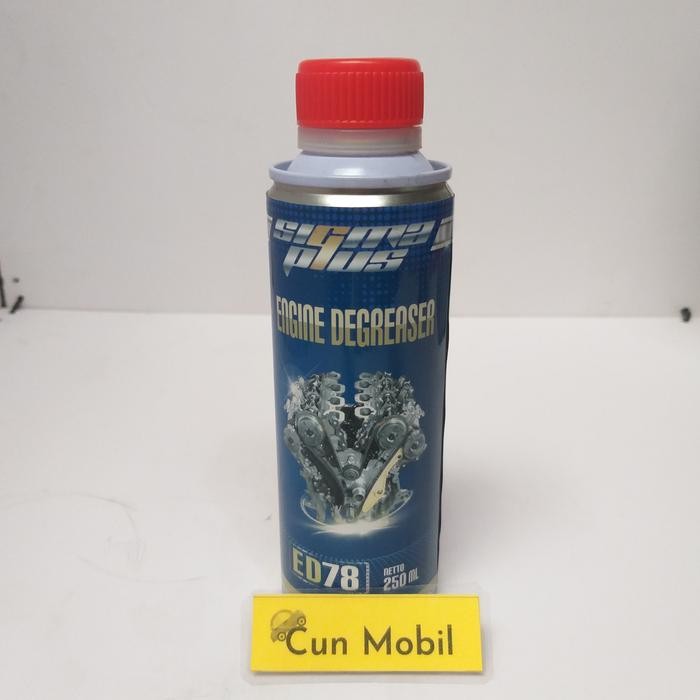 sigma
plus
ENGINE DEGREASER
ED78
NETTO
250 ML
Cun Mobil